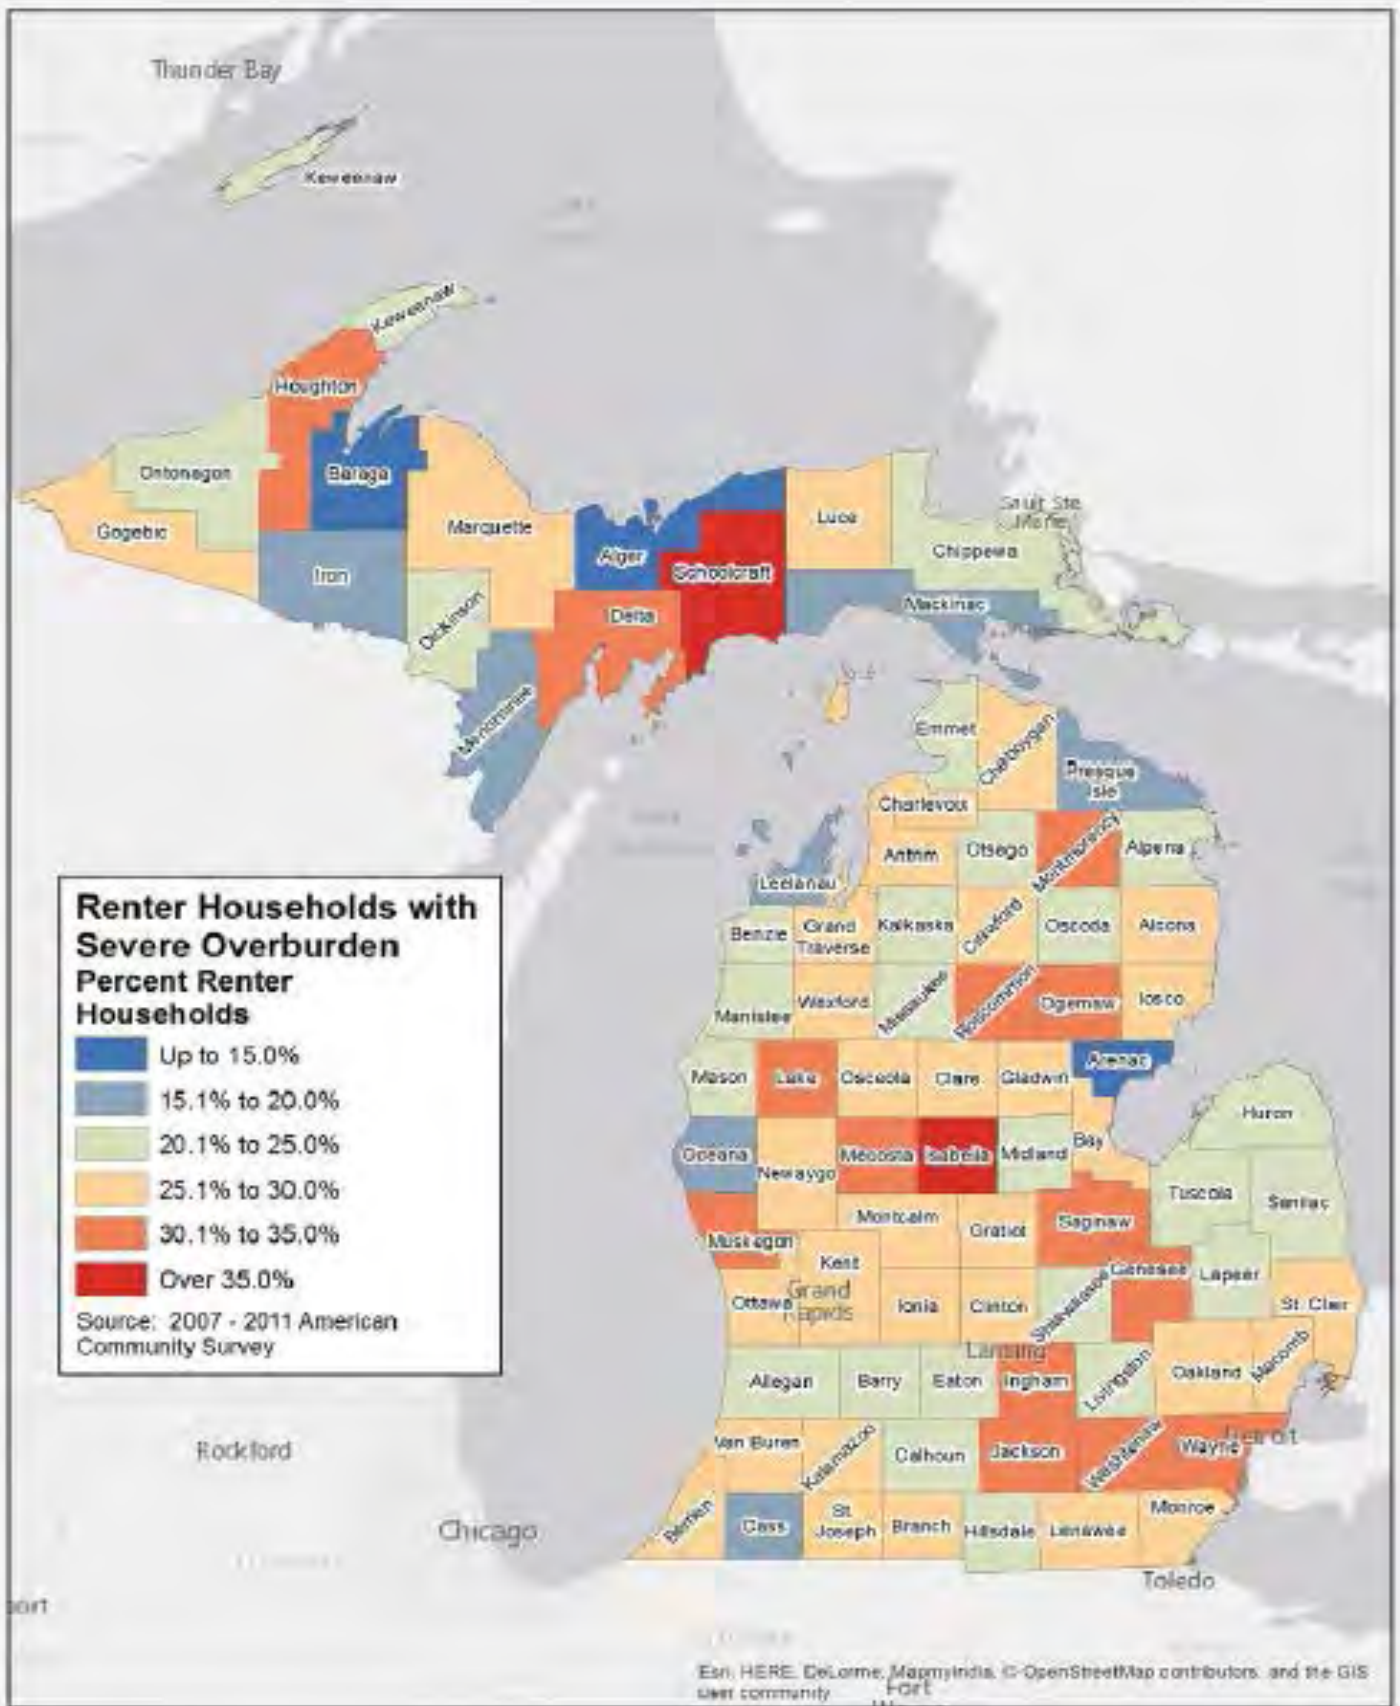 Thunder Bay
Keweenaw
Keweenaw
Houghton
Ontonagon
Baraga
Gogebic
Marquette
Luce
Sault Ste
Marie
Iron
Alger
Schoolcraft
Chippewa
Dickinson
Delta
Mackinac
Menominee
Emmet
Cheboygan
Presque
Isle
Charlevoix
Antrim
Otsego
Montmorency
Alpena
Leelanau
Benzie
Grand
Traverse
Kalkaska
Crawford
Oscoda
Alcona
Manistee
Wexford
Missaukee
Roscommon
Ogemaw
Iosco
Mason
Lake
Osceola
Clare
Gladwin
Arenac
Huron
Oceana
Newaygo
Mecosta
Isabella
Midland
Bay
Tuscola
Sanilac
Muskegon
Montcalm
Gratiot
Saginaw
Kent
Genesee
Lapeer
Ottawa
Grand
Rapids
Ionia
Clinton
Shiawassee
St. Clair
Lansing
Allegan
Barry
Eaton
Ingham
Livingston
Oakland
Macomb
Van Buren
Kalamazoo
Calhoun
Jackson
Washtenaw
Wayne
Detroit
Berrien
Cass
St.
Joseph
Branch
Hillsdale
Lenawee
Monroe
Toledo
Renter Households with
Severe Overburden
Percent Renter
Households
Up to 15.0%
15.1% to 20.0%
20.1% to 25.0%
25.1% to 30.0%
30.1% to 35.0%
Over 35.0%
Source: 2007 - 2011 American
Community Survey
Rockford
Chicago
port
Esri, HERE, DeLorme, MapmyIndia, © OpenStreetMap contributors, and the GIS
user community
Fort